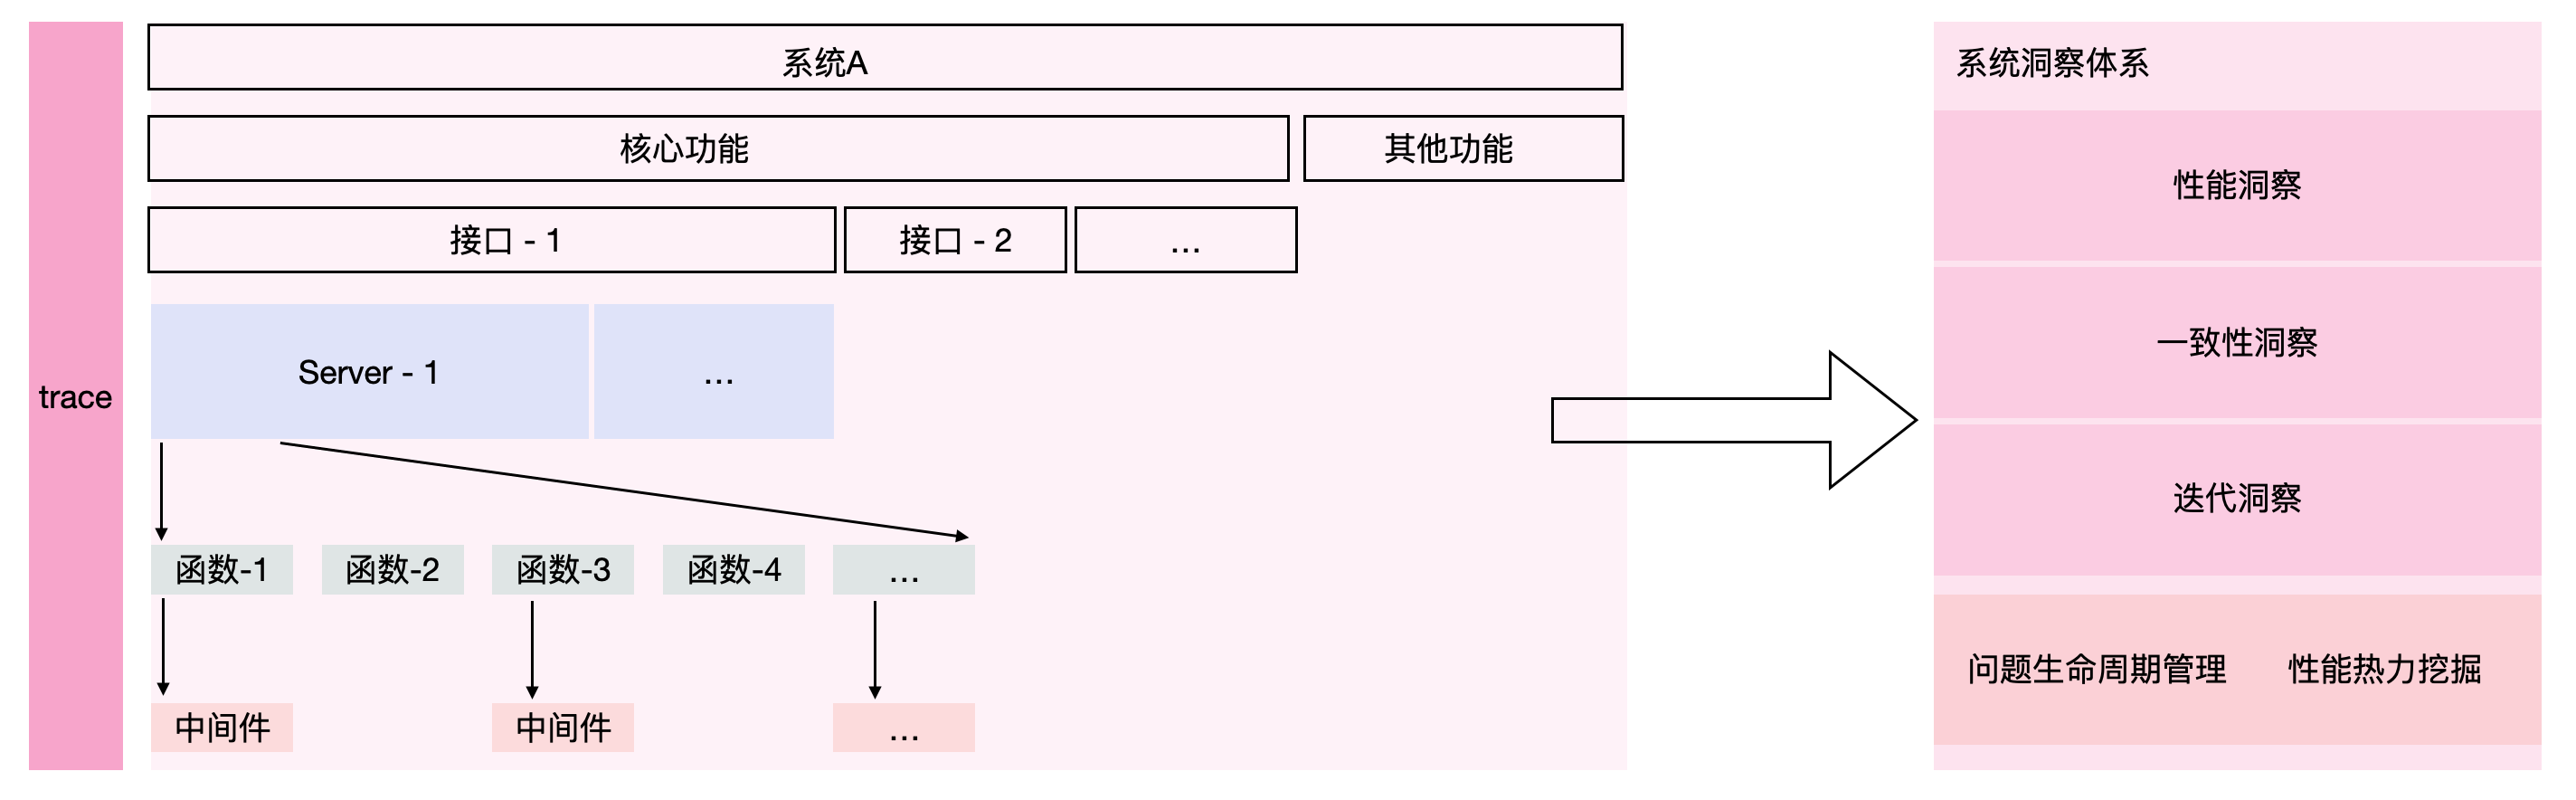 trace
系统A
核心功能
其他功能
接口 - 1
接口 - 2
...
Server - 1
...
函数-1
函数-2
函数-3
函数-4
...
中间件
中间件
...
系统洞察体系
性能洞察
一致性洞察
迭代洞察
问题生命周期管理
性能热力挖掘